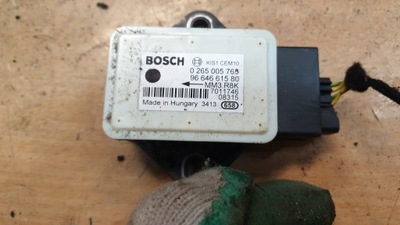 BOSCH KIS1 CEM10
0 265 005 765
96 646 615 80
MM3.R8K
7011746
08315
Made in Hungary 3413